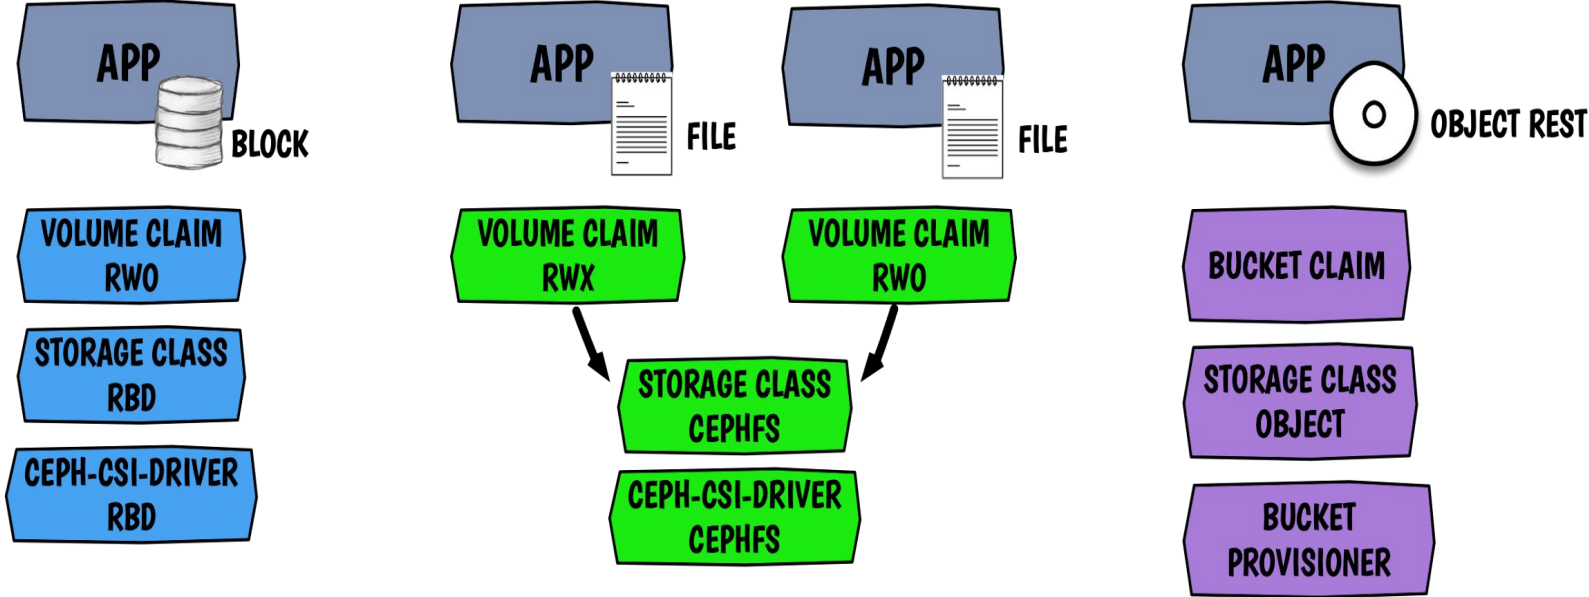 APP
BLOCK
VOLUME CLAIM
RWO
STORAGE CLASS
RBD
CEPH-CSI-DRIVER
RBD
APP
FILE
VOLUME CLAIM
RWX
APP
FILE
VOLUME CLAIM
RWO
STORAGE CLASS
CEPHFS
CEPH-CSI-DRIVER
CEPHFS
APP
OBJECT REST
BUCKET CLAIM
STORAGE CLASS
OBJECT
BUCKET
PROVISIONER